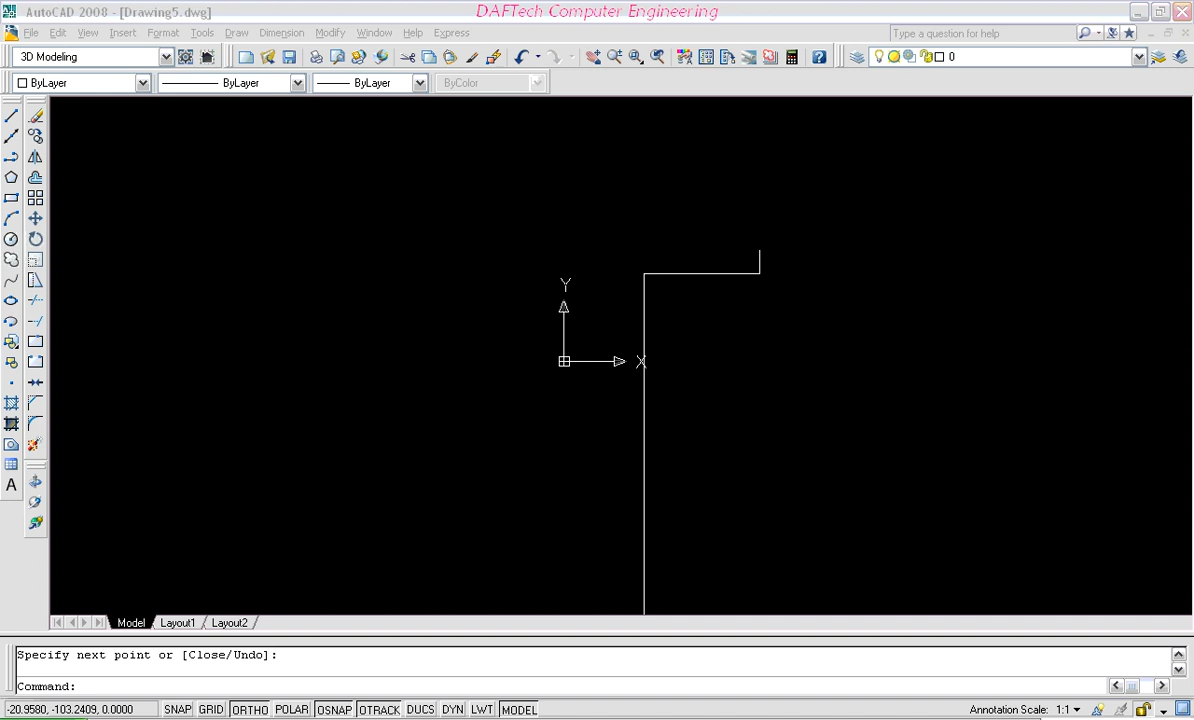 AutoCAD 2008 - [Drawing5.dwg]
DAFTech Computer Engineering
File Edit View Insert Format Tools Draw Dimension Modify Window Help Express
Type a question for help
3D Modeling
0
ByLayer
ByLayer
ByLayer
ByColor
Y
X
A
Model Layout1 Layout2
Specify next point or [Close/Undo]:
Command:
-20.9580, -103.2409, 0.0000
SNAP GRID ORTHO POLAR OSNAP OTRACK DUCS DYN LWT MODEL
Annotation Scale: 1:1